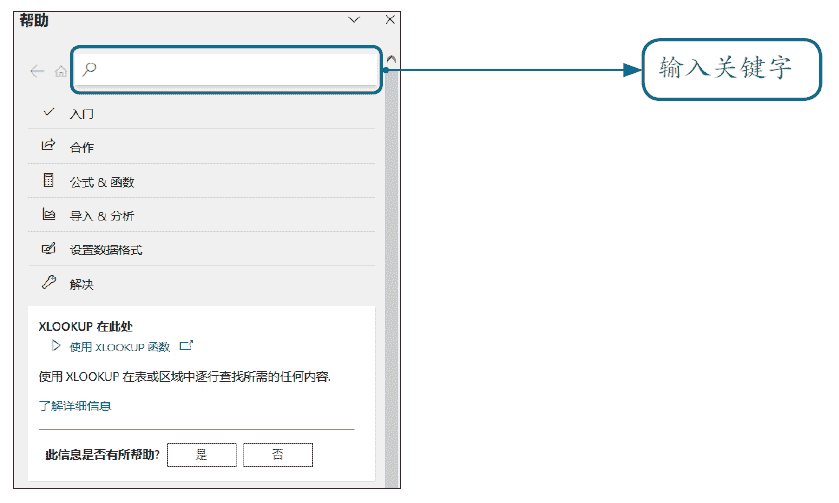 帮助
输入关键字
入门
合作
公式 & 函数
导入 & 分析
设置数据格式
解决
XLOOKUP 在此处
使用 XLOOKUP 函数
使用 XLOOKUP 在表或区域中逐行查找所需的任何内容.
了解详细信息
此信息是否有所帮助? 是 否